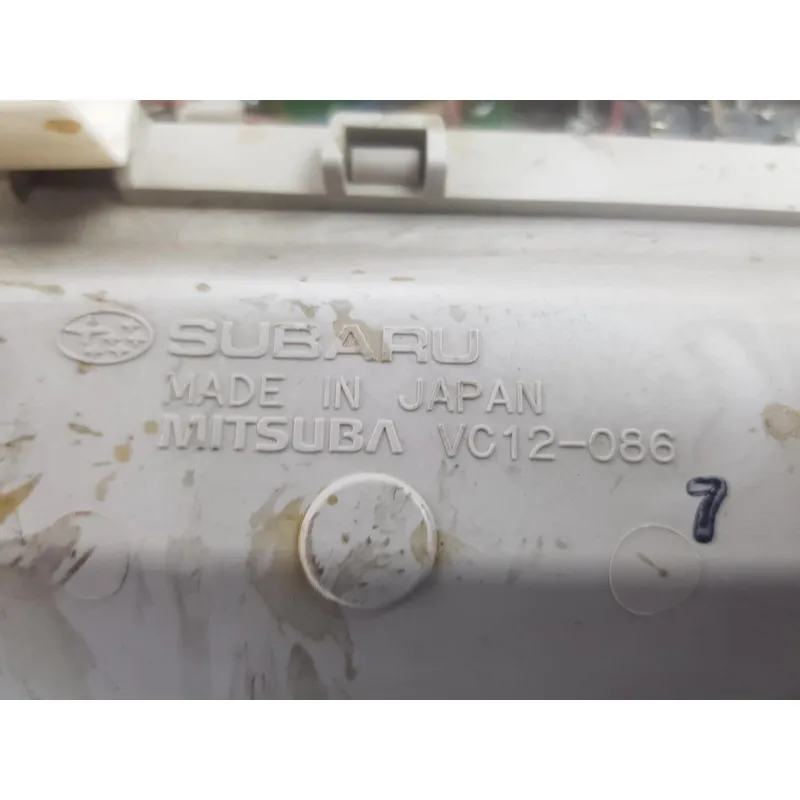 SUBARU
MADE IN JAPAN
MITSUBA VC12-086
7